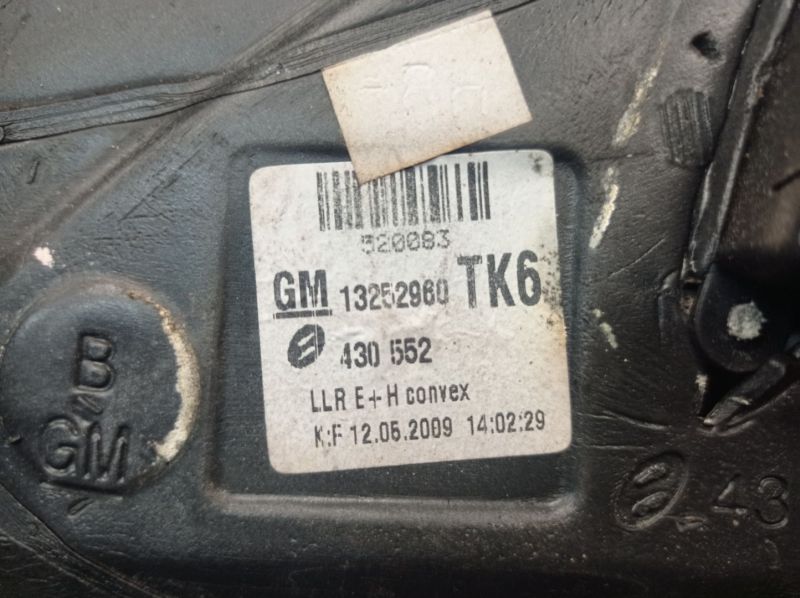 520083
GM 13252960 TK6
430 552
LLR E+H convex
K:F 12.05.2009 14:02:29
B
GM
43